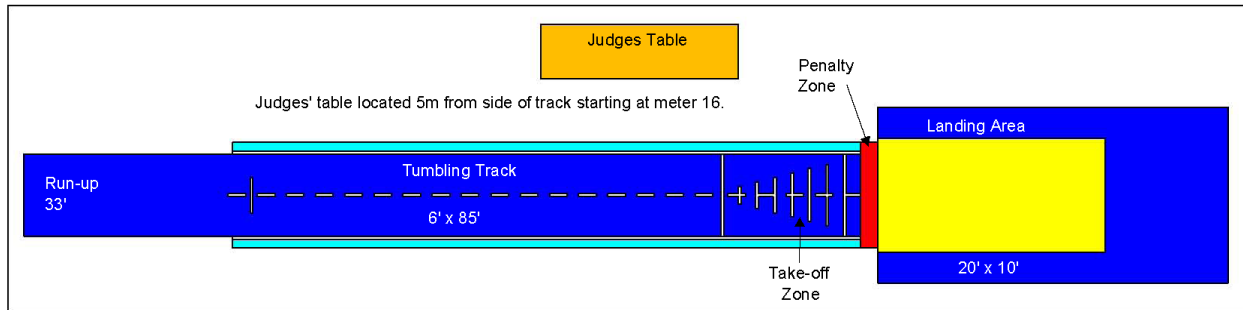 Judges Table
Penalty
Zone
Judges' table located 5m from side of track starting at meter 16.
Landing Area
Tumbling Track
Run-up
33'
6' x 85'
20' x 10'
Take-off
Zone